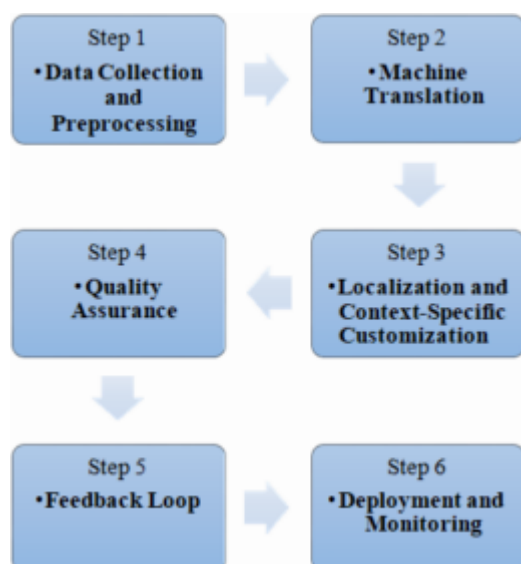 Step 1
•Data Collection
and
Preprocessing
Step 2
•Machine
Translation
Step 3
•Localization and
Context-Specific
Customization
Step 4
•Quality
Assurance
Step 5
•Feedback Loop
Step 6
•Deployment and
Monitoring